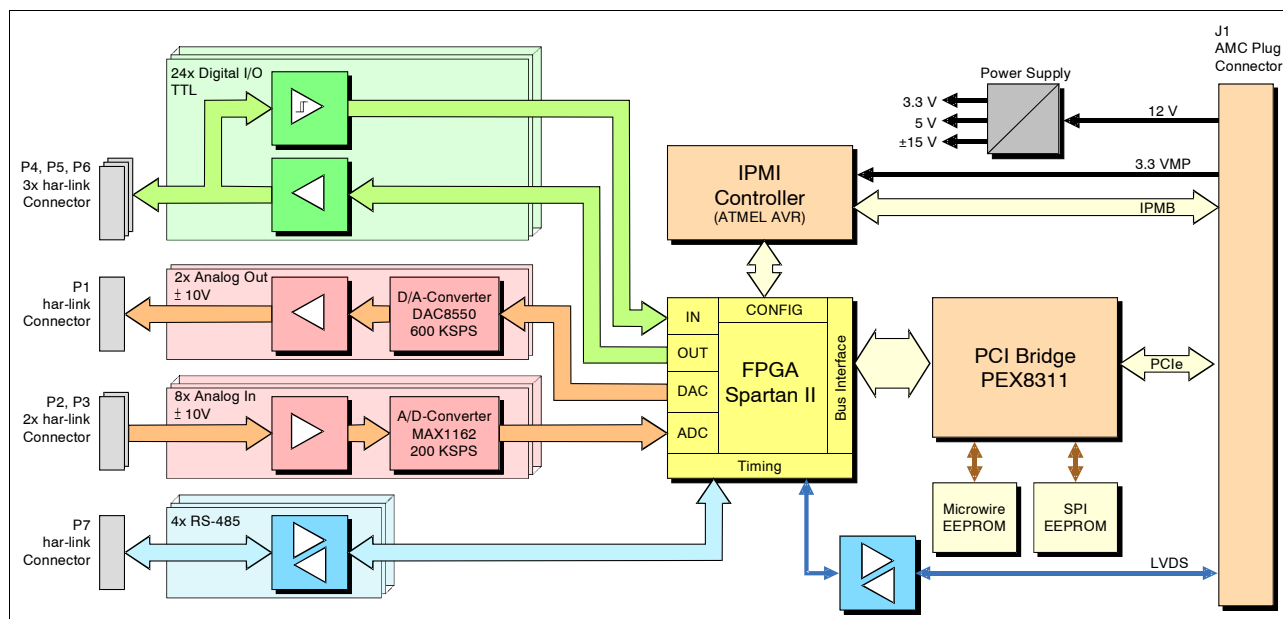 J1
AMC Plug
Connector
24x Digital I/O
TTL
Power Supply
3.3 V
5 V
±15 V
12 V
P4, P5, P6
3x har-link
Connector
IPMI
Controller
(ATMEL AVR)
3.3 VMP
IPMB
P1
har-link
Connector
2x Analog Out
± 10V
D/A-Converter
DAC8550
600 KSPS
IN
OUT
DAC
ADC
CONFIG
FPGA
Spartan II
Bus Interface
Timing
PCI Bridge
PEX8311
PCIe
P2, P3
2x har-link
Connector
8x Analog In
± 10V
A/D-Converter
MAX1162
200 KSPS
Microwire
EEPROM
SPI
EEPROM
P7
har-link
Connector
4x RS-485
LVDS